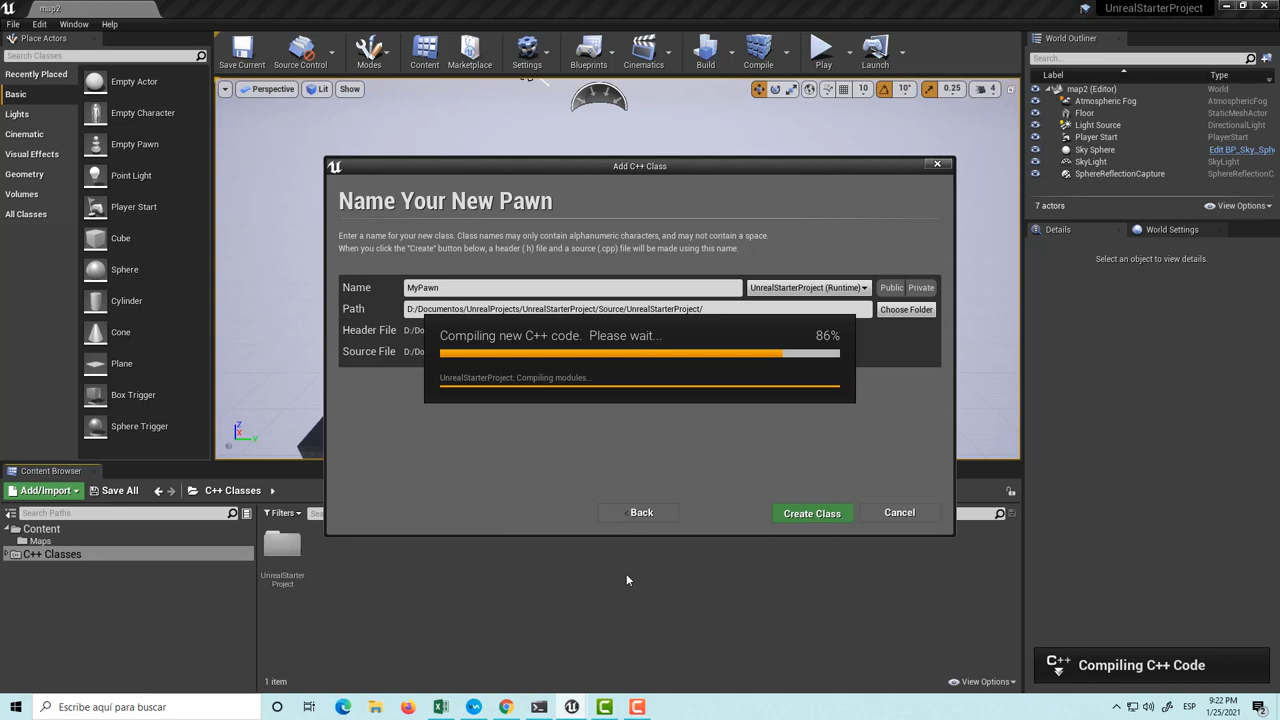 map2
UnrealStarterProject
File Edit Window Help
Place Actors
Search Classes
Recently Placed
Basic
Lights
Cinematic
Visual Effects
Geometry
Volumes
All Classes
Empty Actor
Empty Character
Empty Pawn
Point Light
Player Start
Cube
Sphere
Cylinder
Cone
Plane
Box Trigger
Sphere Trigger
Save Current
Source Control
Modes
Content
Marketplace
Settings
Blueprints
Cinematics
Build
Compile
Play
Launch
Perspective
Lit
Show
10
10°
0.25
4
Add C++ Class
Name Your New Pawn
Enter a name for your new class. Class names may only contain alphanumeric characters, and may not contain a space.
When you click the "Create" button below, a header (.h) file and a source (.cpp) file will be made using this name.
Name MyPawn UnrealStarterProject (Runtime) Public Private
Path D:/Documentos/UnrealProjects/UnrealStarterProject/Source/UnrealStarterProject/ Choose Folder
Header File D:/Do
Source File D:/Do
Compiling new C++ code. Please wait... 86%
UnrealStarterProject: Compiling modules...
Back
Create Class
Cancel
Z
X
Y
World Outliner
Search...
Label Type
map2 (Editor) World
Atmospheric Fog AtmosphericFog
Floor StaticMeshActor
Light Source DirectionalLight
Player Start PlayerStart
Sky Sphere Edit BP_Sky_Sph
SkyLight SkyLight
SphereReflectionCapture SphereReflectionC
7 actors View Options
Details
World Settings
Select an object to view details.
Content Browser
Add/Import
Save All
C++ Classes
Search Paths
Filters
Sea
Content
Maps
C++ Classes
UnrealStarter
Project
1 item
View Options
C++
Compiling C++ Code
Escribe aquí para buscar
ESP
9:22 PM
1/25/2021
2